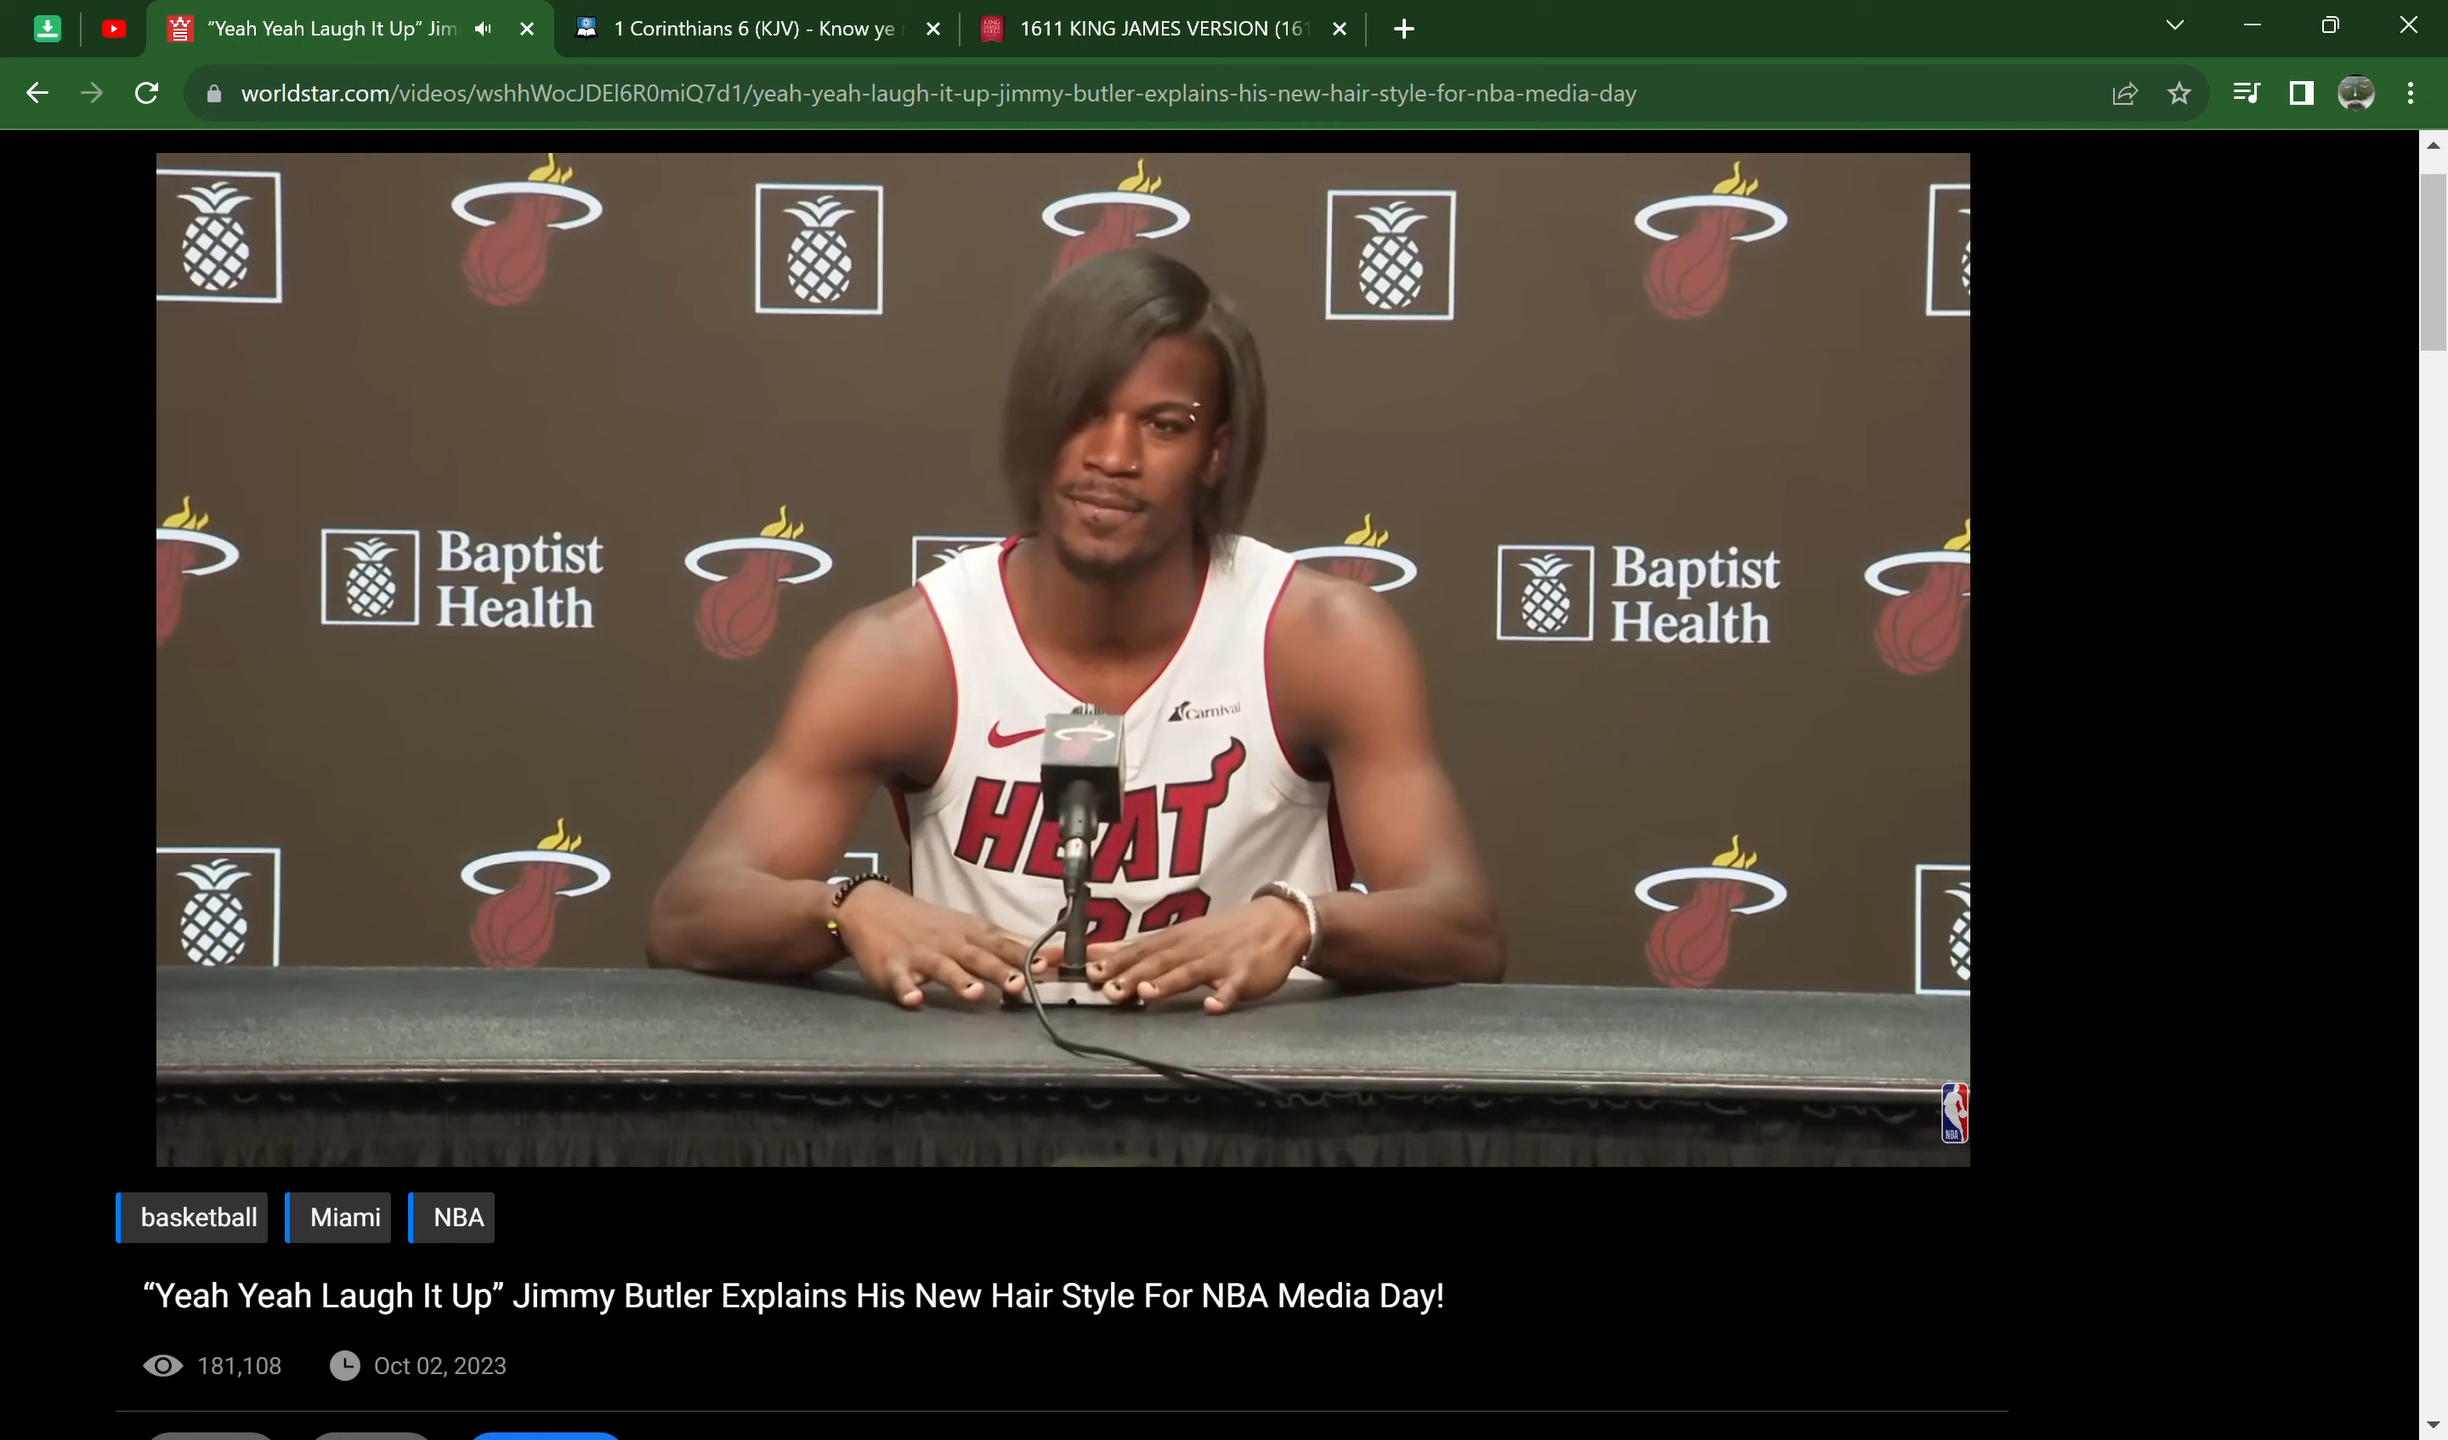 “Yeah Yeah Laugh It Up” Jim
1 Corinthians 6 (KJV) - Know ye
1611 KING JAMES VERSION (161
worldstar.com/videos/wshhWocJDEl6R0miQ7d1/yeah-yeah-laugh-it-up-jimmy-butler-explains-his-new-hair-style-for-nba-media-day
Baptist
Health
Baptist
Health
Carnival
HEAT
22
NBA
basketball
Miami
NBA
“Yeah Yeah Laugh It Up” Jimmy Butler Explains His New Hair Style For NBA Media Day!
181,108
Oct 02, 2023